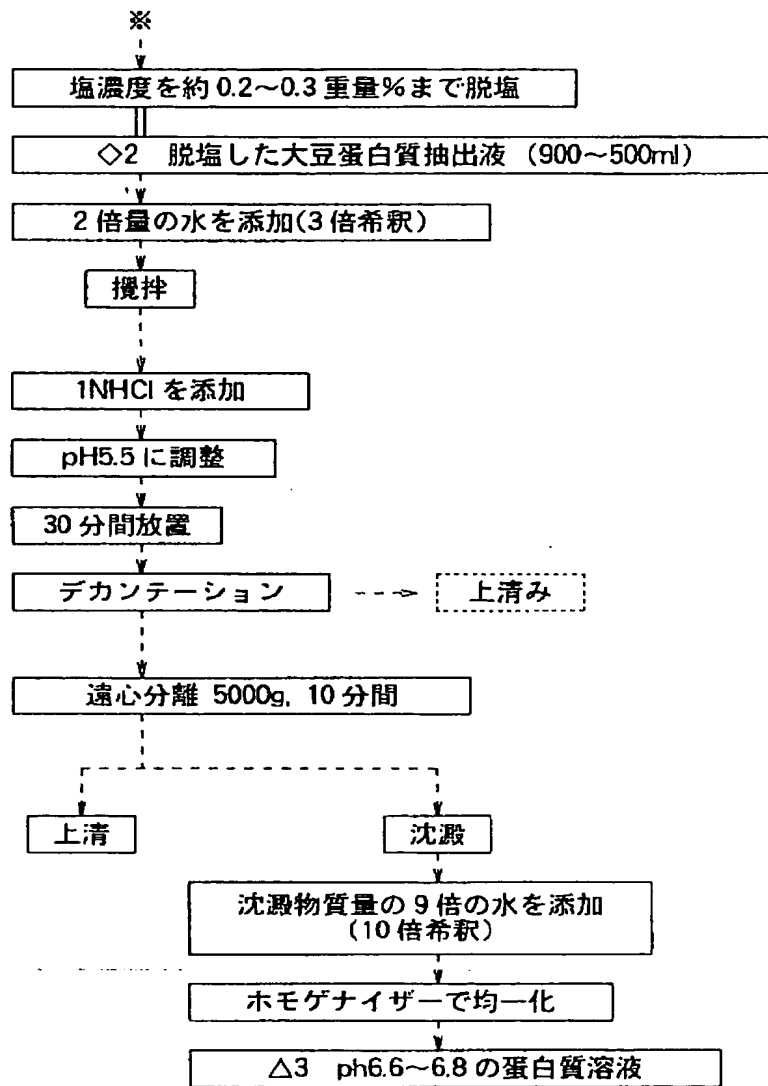 ※
塩濃度を約0.2〜0.3重量%まで脱塩
◇2 脱塩した大豆蛋白質抽出液 (900〜500ml)
2倍量の水を添加(3倍希釈)
攪拌
1NHClを添加
pH5.5に調整
30分間放置
デカンテーション
上清み
遠心分離 5000g, 10分間
上清
沈澱
沈澱物質量の9倍の水を添加
(10倍希釈)
ホモゲナイザーで均一化
△3 ph6.6〜6.8の蛋白質溶液